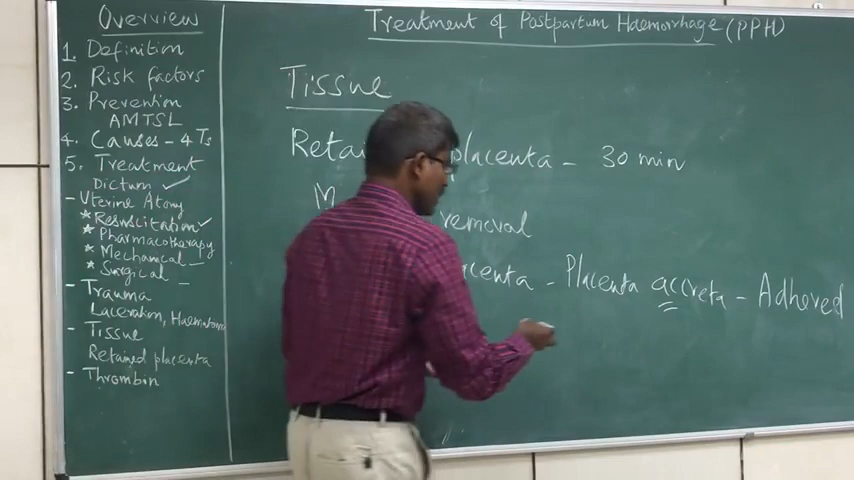 Overview
1. Definition
2. Risk factors
3. Prevention
AMTSL
4. Causes - 4 Ts
5. Treatment
Dictum ✓
- Uterine Atony
* Resuscitation ✓
* Pharmacotherapy
* Mechanical -
* Surgical -
- Trauma
Laceration, Haematoma
- Tissue
Retained placenta
- Thrombin
Treatment of Postpartum Haemorrhage (PPH)
Tissue
Retai placenta - 30 min
M removal
acenta - Placenta accreta - Adhered